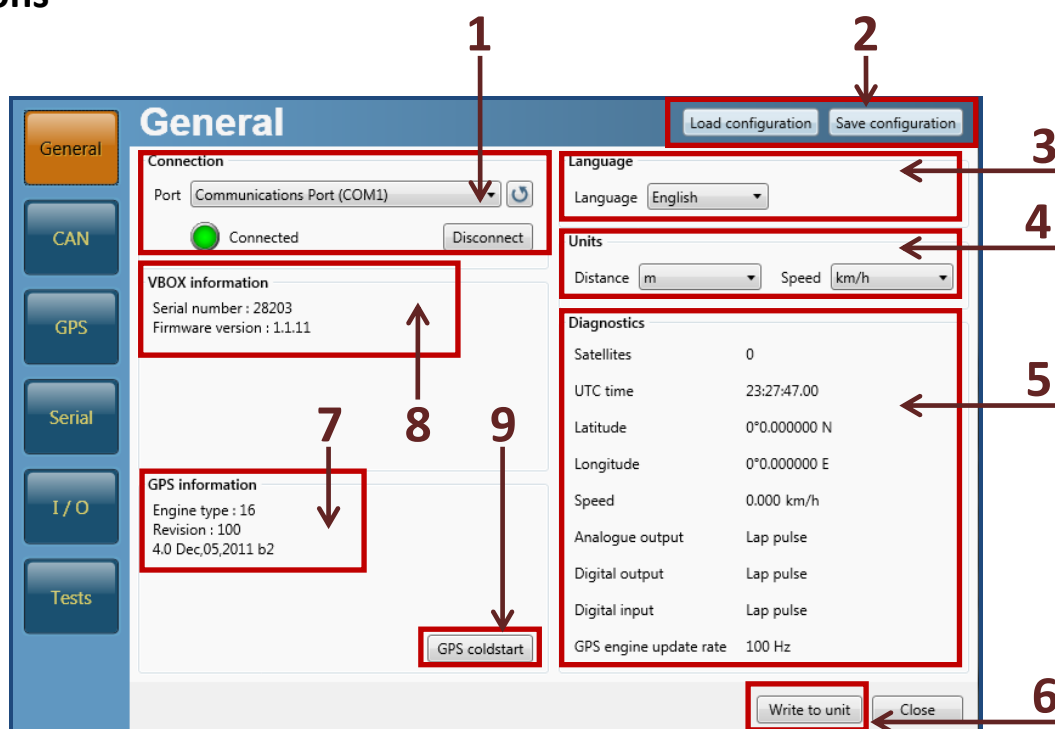 1
2
General
Load configuration
Save configuration
General
CAN
GPS
Serial
I / O
Tests
Connection
Port Communications Port (COM1)
Connected
Disconnect
VBOX information
Serial number : 28203
Firmware version : 1.1.11
7
8
9
GPS information
Engine type : 16
Revision : 100
4.0 Dec,05,2011 b2
GPS coldstart
Language
3
Language English
4
Units
Distance m Speed km/h
Diagnostics
Satellites 0
UTC time 23:27:47.00
5
Latitude 0°0.000000 N
Longitude 0°0.000000 E
Speed 0.000 km/h
Analogue output Lap pulse
Digital output Lap pulse
Digital input Lap pulse
GPS engine update rate 100 Hz
Write to unit
Close
6